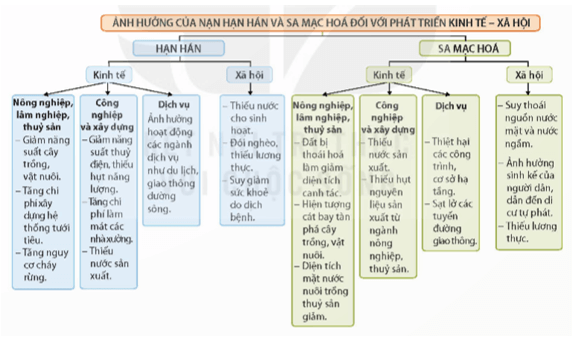 ẢNH HƯỞNG CỦA NẠN HẠN HÁN VÀ SA MẠC HOÁ ĐỐI VỚI PHÁT TRIỂN KINH TẾ – XÃ HỘI
HẠN HÁN
Kinh tế
Xã hội
Nông nghiệp,
lâm nghiệp,
thuỷ sản
– Giảm năng
suất cây
trồng,
vật nuôi.
– Tăng chi
phí xây
dựng hệ
thống tưới
tiêu.
– Tăng nguy
cơ cháy
rừng.
Công
nghiệp
và xây dựng
– Giảm năng
suất thuỷ
điện, thiếu
hụt năng
lượng.
– Tăng chi
phí làm
mát các
nhà xưởng.
– Thiếu
nước sản
xuất.
Dịch vụ
Ảnh hưởng
hoạt động
các ngành
dịch vụ
như du lịch,
giao thông
đường
sông.
– Thiếu nước
cho sinh
hoạt.
– Đói nghèo,
thiếu lương
thực.
– Suy giảm
sức khoẻ
do dịch
bệnh.
SA MẠC HOÁ
Kinh tế
Xã hội
Nông nghiệp,
lâm nghiệp,
thuỷ sản
– Đất bị
thoái hoá
làm giảm
diện tích
canh tác.
– Hiện tượng
cát bay tàn
phá cây
trồng, vật
nuôi.
– Diện tích
mặt nước
nuôi trồng
thuỷ sản
giảm.
Công
nghiệp
và xây dựng
– Thiếu
nước sản
xuất.
– Thiếu hụt
nguyên
liệu sản
xuất từ
ngành
nông
nghiệp,
thuỷ sản.
Dịch vụ
– Thiệt hại
các công
trình,
cơ sở hạ
tầng.
– Sạt lở các
tuyến
đường
giao thông.
– Suy thoái
nguồn nước
mặt và nước
ngầm.
– Ảnh hưởng
sinh kế của
người dân,
dẫn đến di
cư tự phát.
– Thiếu lương
thực.